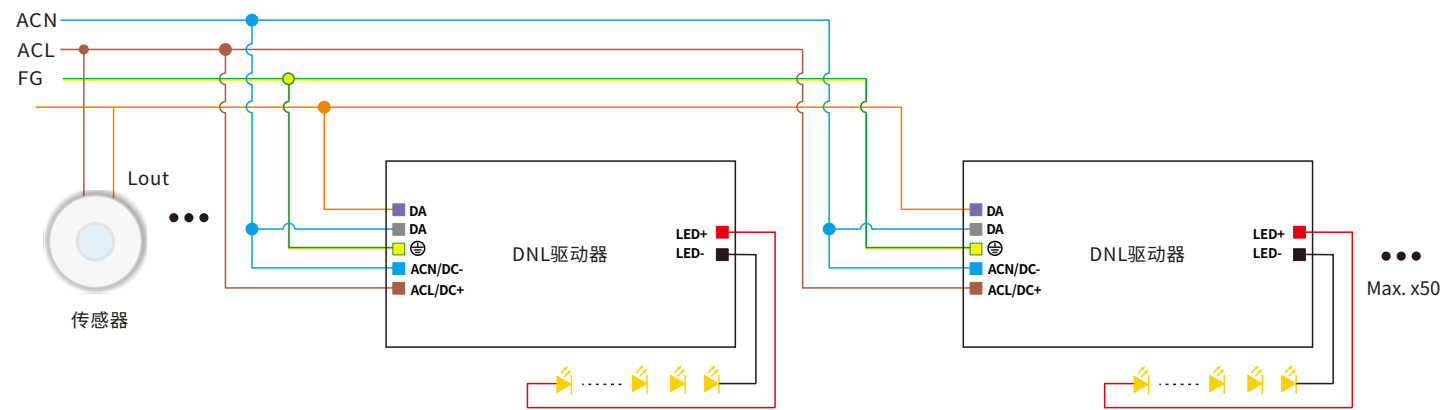 ACN
ACL
FG
Lout
传感器
DA
DA
ACN/DC-
ACL/DC+
DNL驱动器
LED+
LED-
DA
DA
ACN/DC-
ACL/DC+
DNL驱动器
LED+
LED-
Max. x50